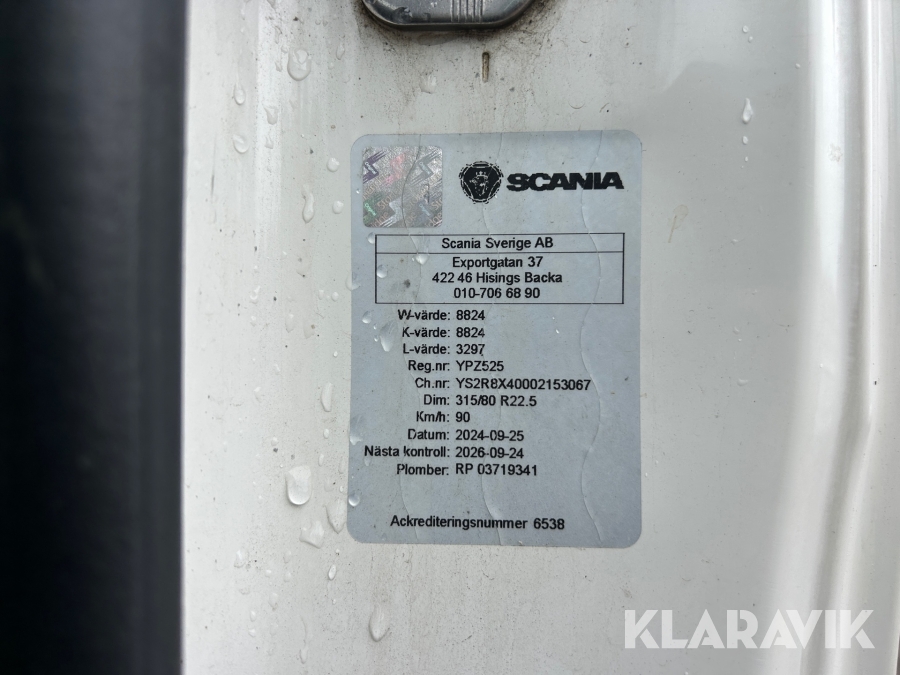 SCANIA
Scania Sverige AB
Exportgatan 37
422 46 Hisings Backa
010-706 68 90
W-värde: 8824
K-värde: 8824
L-värde: 3297
Reg.nr: YPZ525
Ch.nr: YS2R8X40002153067
Dim: 315/80 R22.5
Km/h: 90
Datum: 2024-09-25
Nästa kontroll: 2026-09-24
Plomber: RP 03719341
Ackrediteringsnummer 6538
KLARAVIK